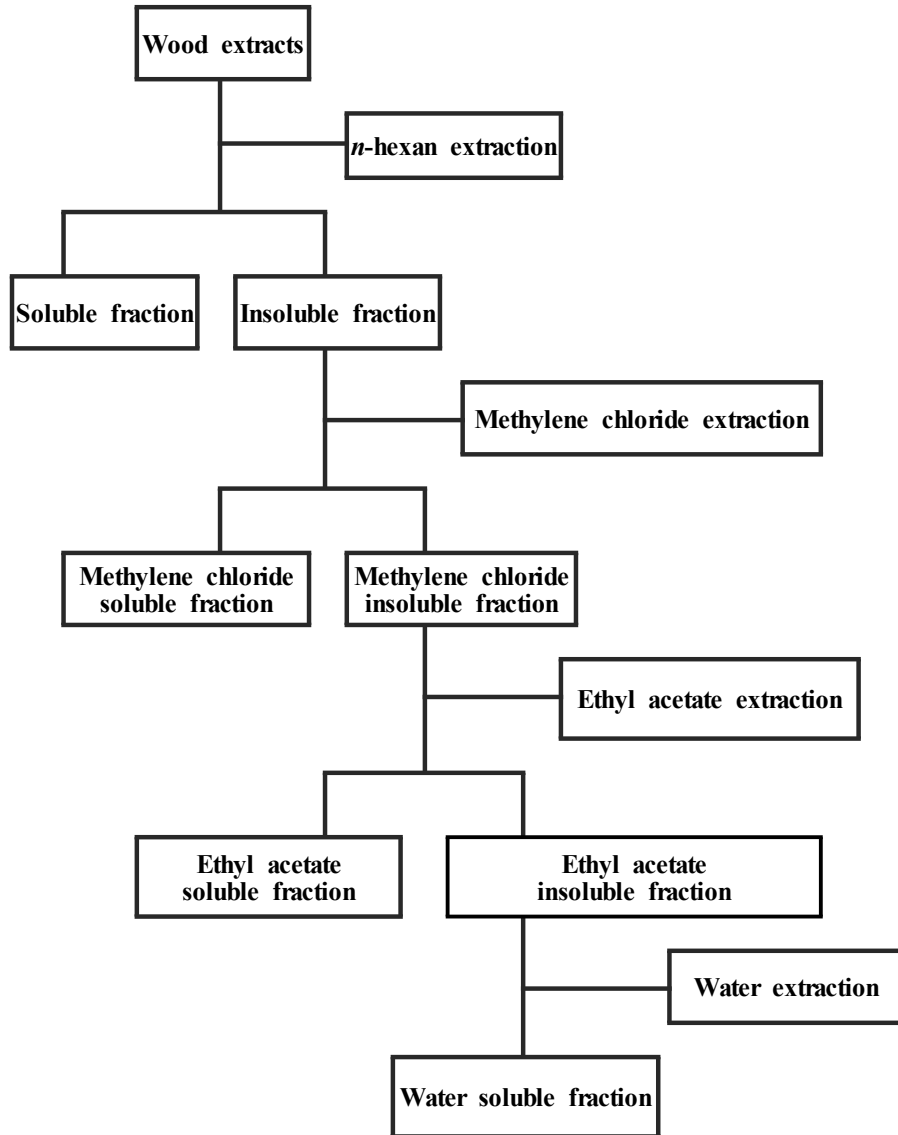 Wood extracts
n-hexan extraction
Soluble fraction
Insoluble fraction
Methylene chloride extraction
Methylene chloride
soluble fraction
Methylene chloride
insoluble fraction
Ethyl acetate extraction
Ethyl acetate
soluble fraction
Ethyl acetate
insoluble fraction
Water extraction
Water soluble fraction